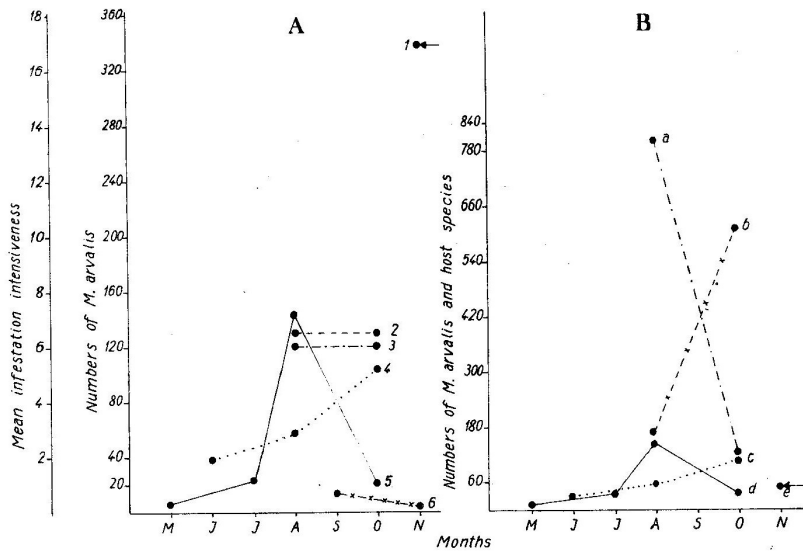 A
B
Mean infestation intensiveness
18
16
14
12
10
8
6
4
2
Numbers of M. arvalis
360
320
280
240
200
160
120
80
40
20
1
2
3
4
5
6
M J J A S O N
Numbers of M. arvalis and host species
840
780
660
540
420
300
180
60
a
b
c
d
e
M J J A S O N
Months